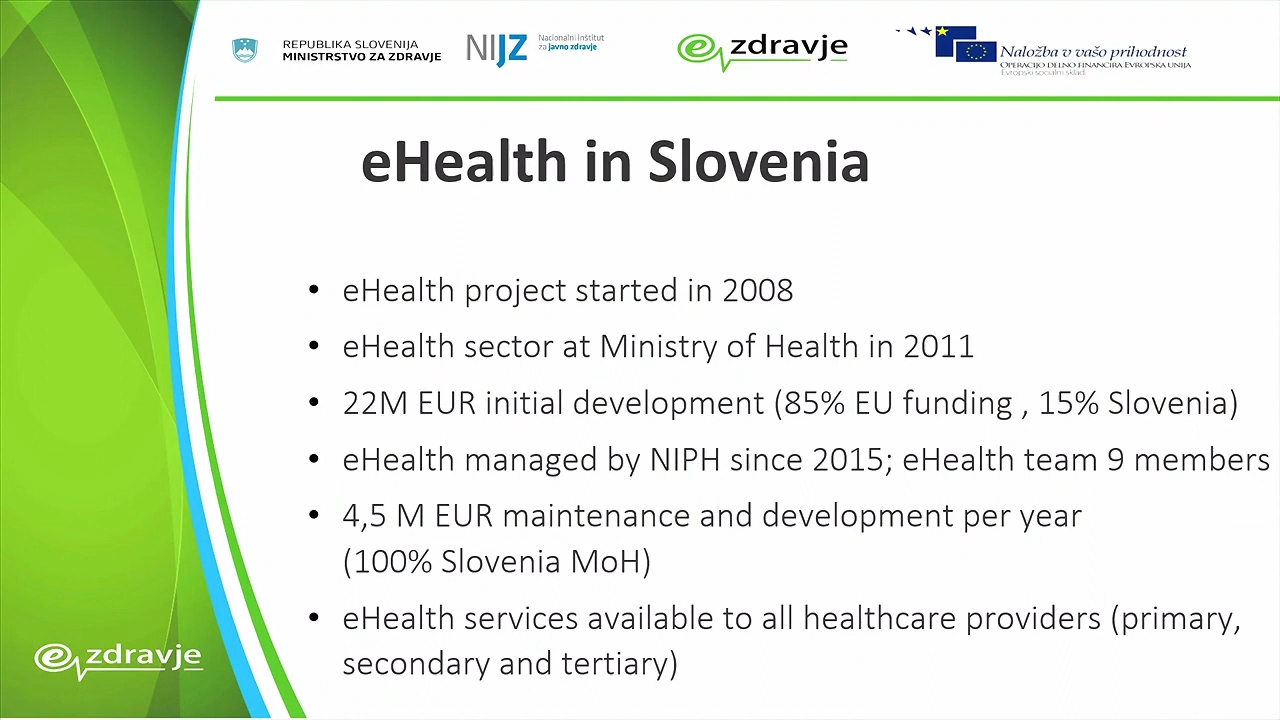 REPUBLIKA SLOVENIJA
MINISTRSTVO ZA ZDRAVJE
NIJZ
Nacionalni inštitut
za javno zdravje
e zdravje
Naložba v vašo prihodnost
OPERACIJO DELNO FINANCIRA EVROPSKA UNIJA
Evropski socialni sklad
eHealth in Slovenia
• eHealth project started in 2008
• eHealth sector at Ministry of Health in 2011
• 22M EUR initial development (85% EU funding , 15% Slovenia)
• eHealth managed by NIPH since 2015; eHealth team 9 members
• 4,5 M EUR maintenance and development per year
(100% Slovenia MoH)
• eHealth services available to all healthcare providers (primary,
secondary and tertiary)
e zdravje